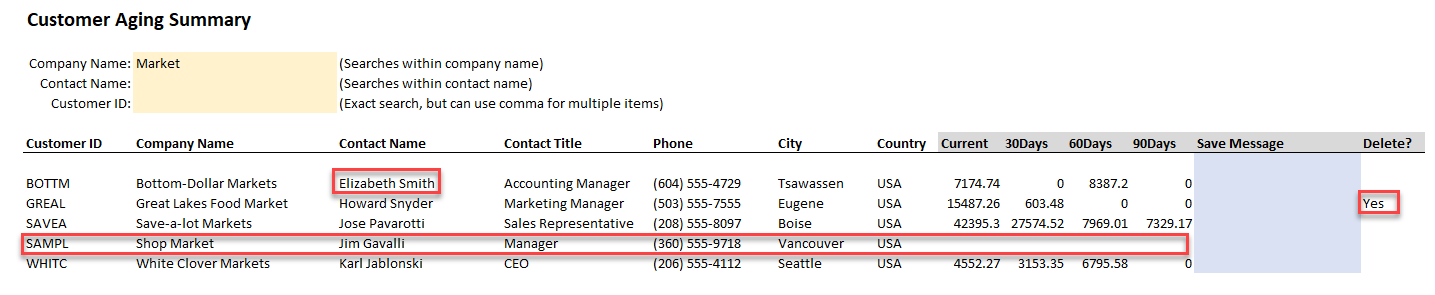 Customer Aging Summary
Company Name: Market (Searches within company name)
Contact Name: (Searches within contact name)
Customer ID: (Exact search, but can use comma for multiple items)
Customer ID Company Name Contact Name Contact Title Phone City Country Current 30Days 60Days 90Days Save Message Delete?
BOTTM Bottom-Dollar Markets Elizabeth Smith Accounting Manager (604) 555-4729 Tsawassen USA 7174.74 0 8387.2 0
GREAL Great Lakes Food Market Howard Snyder Marketing Manager (503) 555-7555 Eugene USA 15487.26 603.48 0 0 Yes
SAVEA Save-a-lot Markets Jose Pavarotti Sales Representative (208) 555-8097 Boise USA 42395.3 27574.52 7969.01 7329.17
SAMPL Shop Market Jim Gavalli Manager (360) 555-9718 Vancouver USA
WHITC White Clover Markets Karl Jablonski CEO (206) 555-4112 Seattle USA 4552.27 3153.35 6795.58 0